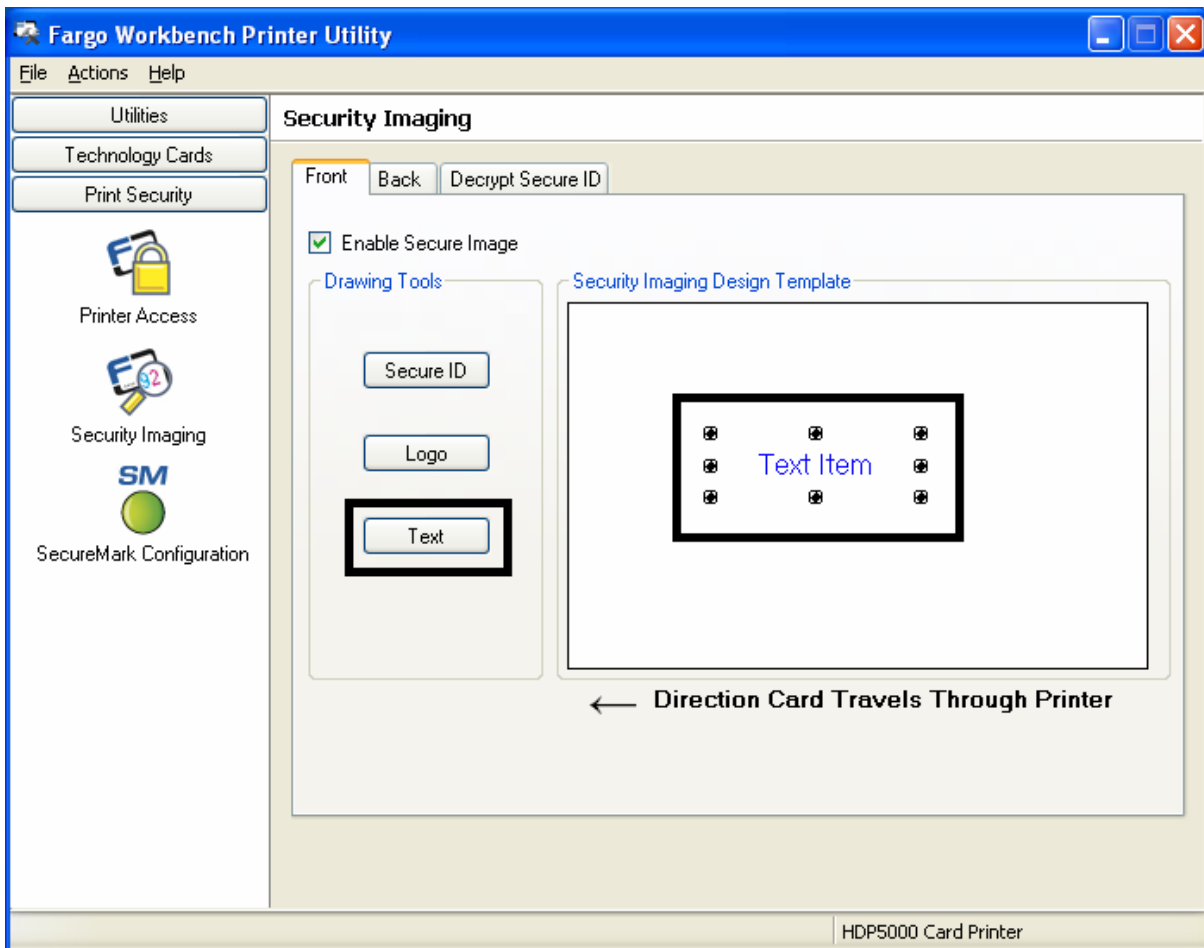 Fargo Workbench Printer Utility
File Actions Help
Utilities
Technology Cards
Print Security
Printer Access
92
Security Imaging
SM
SecureMark Configuration
Security Imaging
Front Back Decrypt Secure ID
Enable Secure Image
Drawing Tools
Secure ID
Logo
Text
Security Imaging Design Template
Text Item
← Direction Card Travels Through Printer
HDP5000 Card Printer